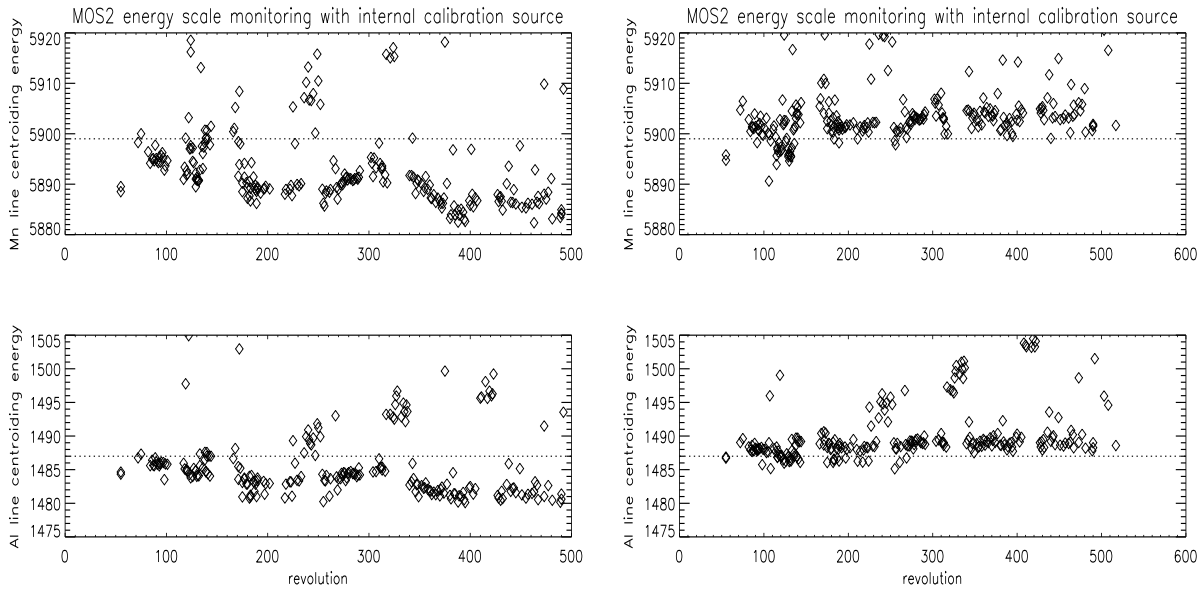 MOS2 energy scale monitoring with internal calibration source
Mn line centroiding energy
5920
5910
5900
5890
5880
0 100 200 300 400 500
Al line centroiding energy
1505
1500
1495
1490
1485
1480
1475
0 100 200 300 400 500
revolution
MOS2 energy scale monitoring with internal calibration source
Mn line centroiding energy
5920
5910
5900
5890
5880
0 100 200 300 400 500 600
Al line centroiding energy
1505
1500
1495
1490
1485
1480
1475
0 100 200 300 400 500 600
revolution